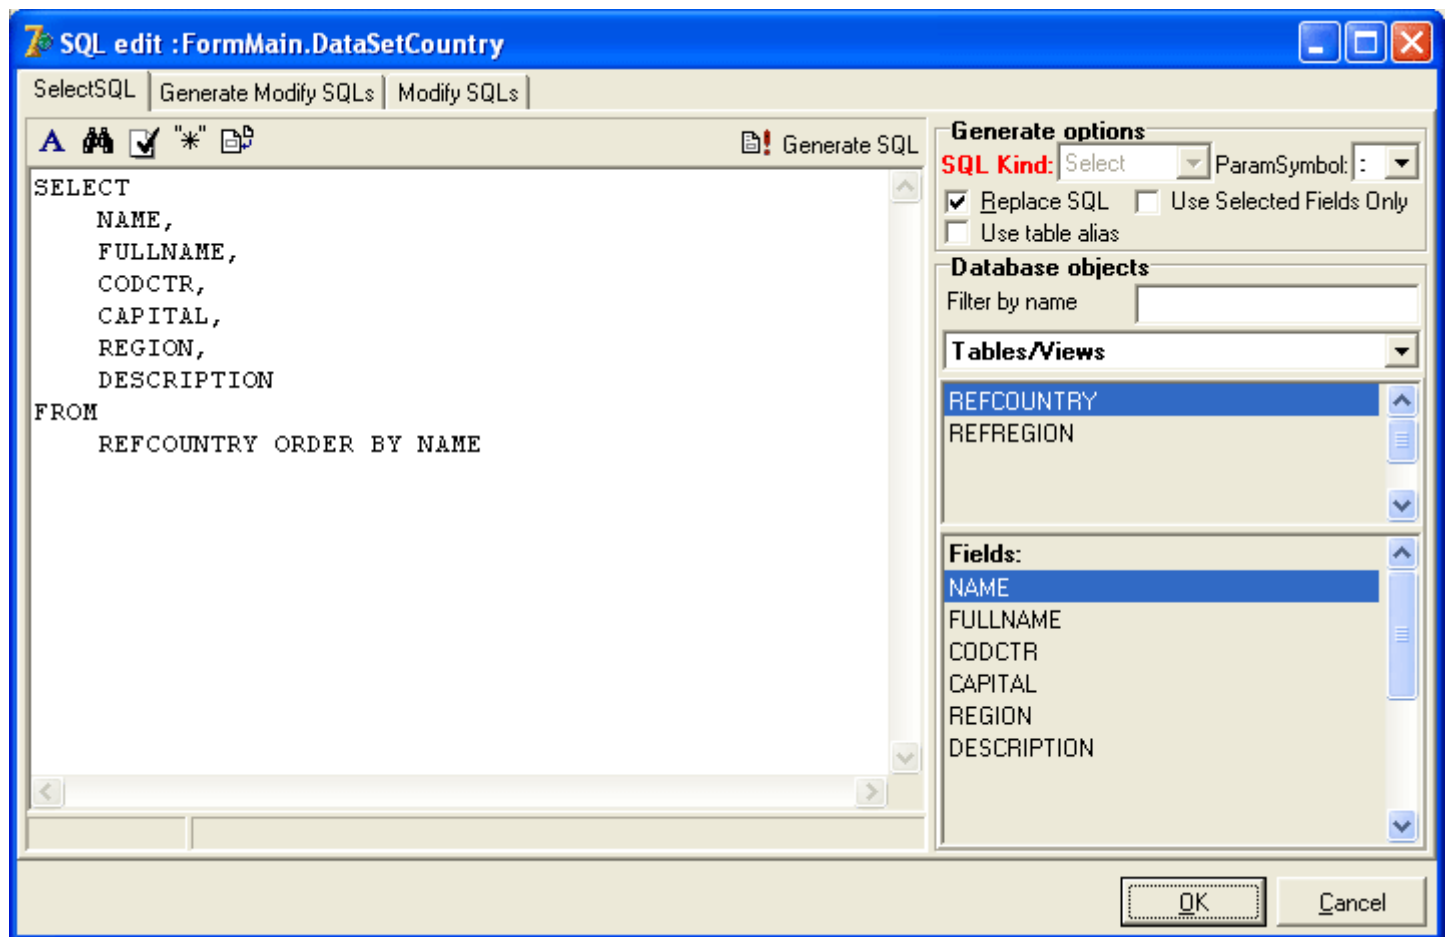 SQL edit :FormMain.DataSetCountry
SelectSQL Generate Modify SQLs Modify SQLs
A "*" Generate SQL
SELECT
NAME,
FULLNAME,
CODCTR,
CAPITAL,
REGION,
DESCRIPTION
FROM
REFCOUNTRY ORDER BY NAME
Generate options
SQL Kind: Select ParamSymbol: :
Replace SQL Use Selected Fields Only
Use table alias
Database objects
Filter by name
Tables/Views
REFCOUNTRY
REFREGION
Fields:
NAME
FULLNAME
CODCTR
CAPITAL
REGION
DESCRIPTION
OK Cancel